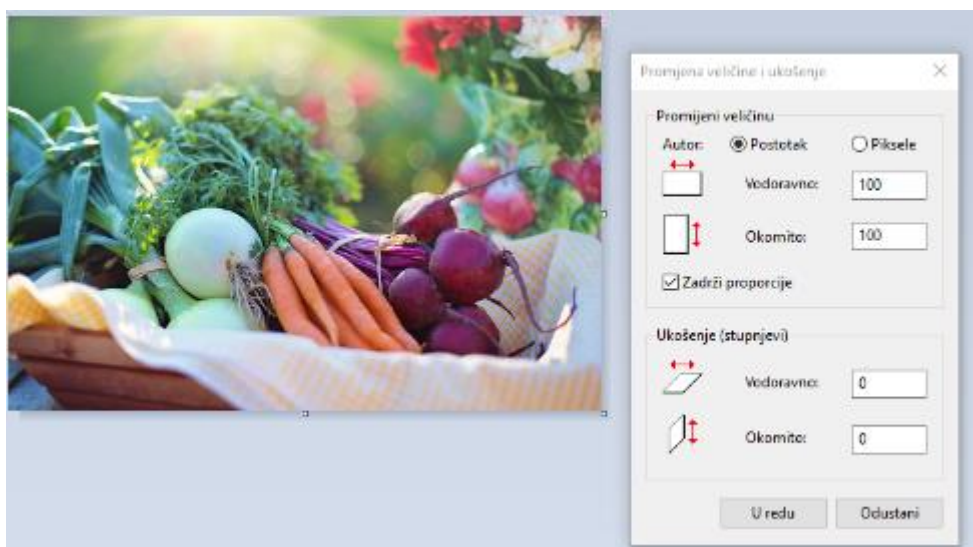 Promjena veličine i ukošenje
Promijeni veličinu
Autor: Postotak Piksele
Vodoravno: 100
Okomito: 100
Zadrži proporcije
Ukošenje (stupnjevi)
Vodoravno: 0
Okomito: 0
U redu Odustani